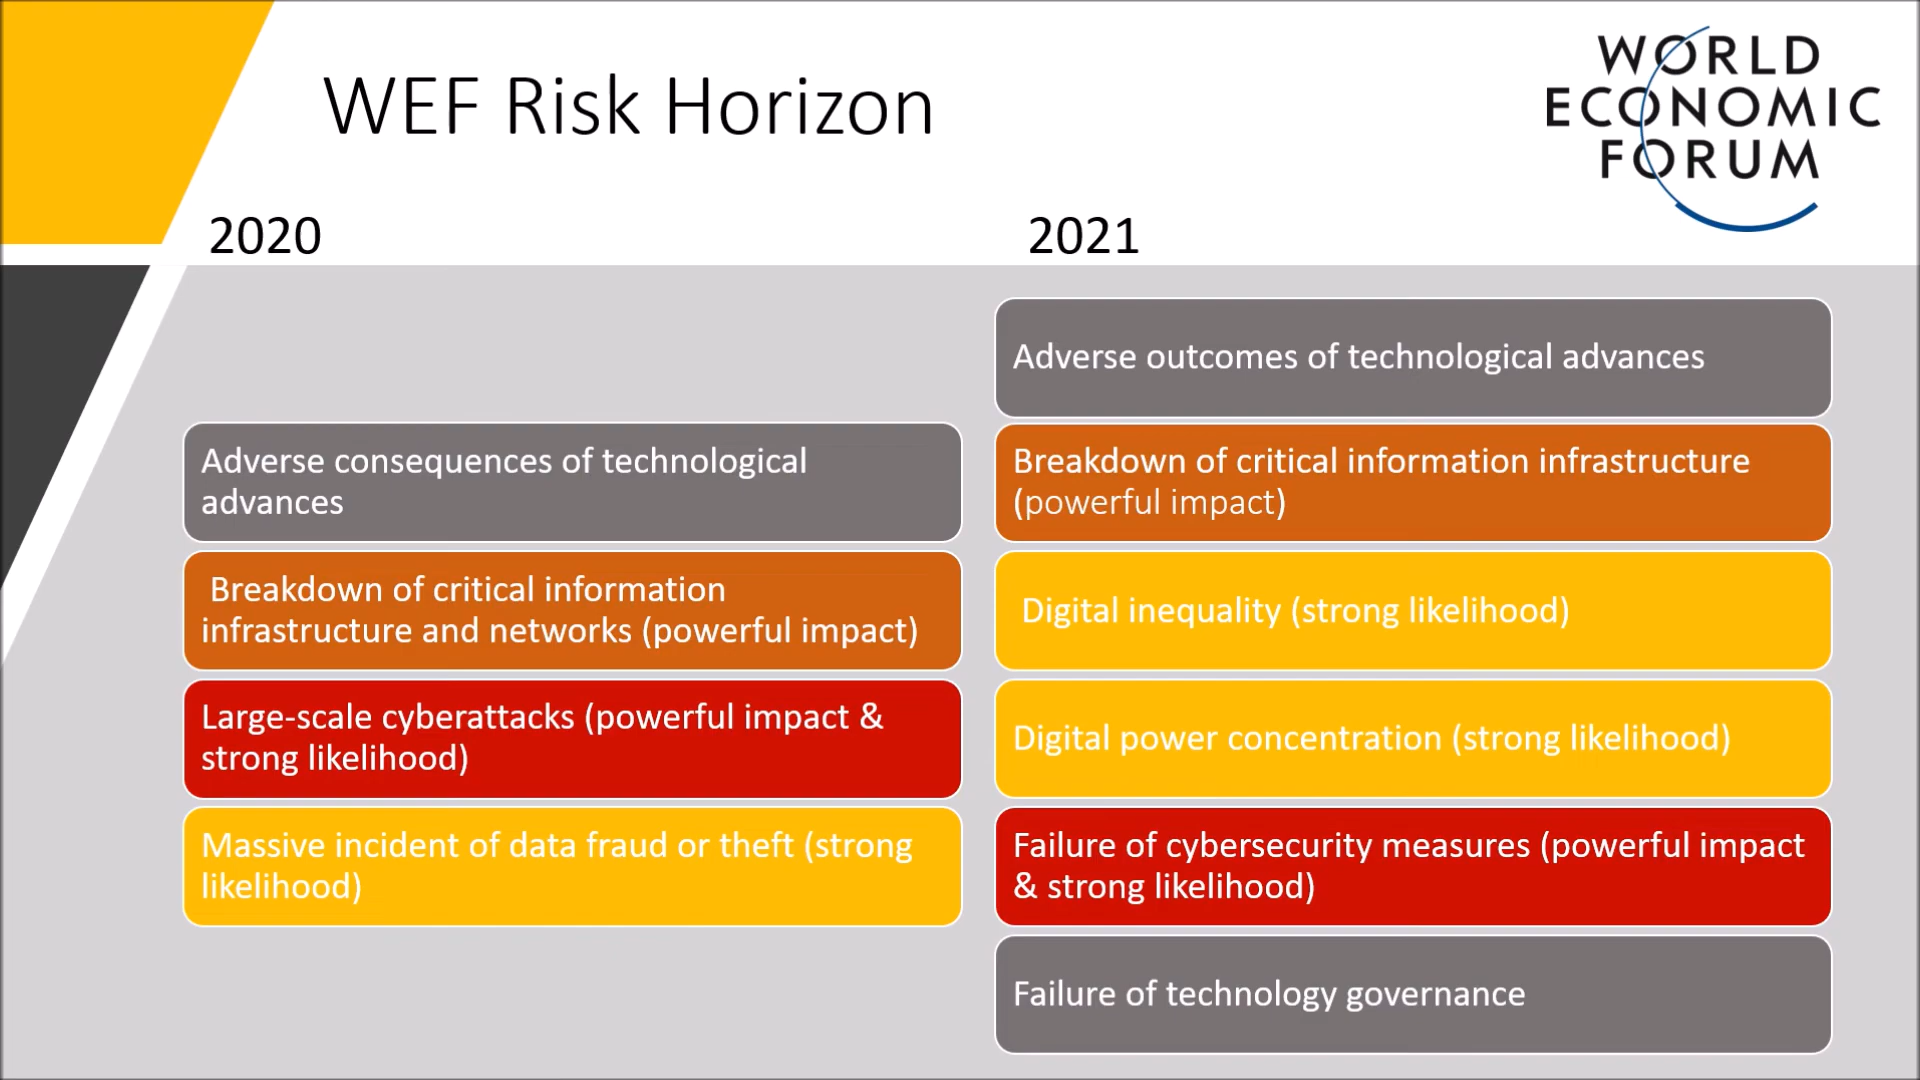 WEF Risk Horizon
WORLD
ECONOMIC
FORUM
2020
Adverse consequences of technological
advances
Breakdown of critical information
infrastructure and networks (powerful impact)
Large-scale cyberattacks (powerful impact &
strong likelihood)
Massive incident of data fraud or theft (strong
likelihood)
2021
Adverse outcomes of technological advances
Breakdown of critical information infrastructure
(powerful impact)
Digital inequality (strong likelihood)
Digital power concentration (strong likelihood)
Failure of cybersecurity measures (powerful impact
& strong likelihood)
Failure of technology governance